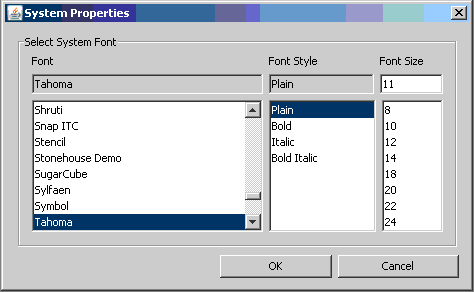 System Properties
Select System Font
Font Font Style Font Size
Tahoma Plain 11
Shruti Plain 8
Snap ITC Bold 10
Stencil Italic 12
Stonehouse Demo Bold Italic 14
SugarCube 18
Sylfaen 20
Symbol 22
Tahoma 24
OK Cancel